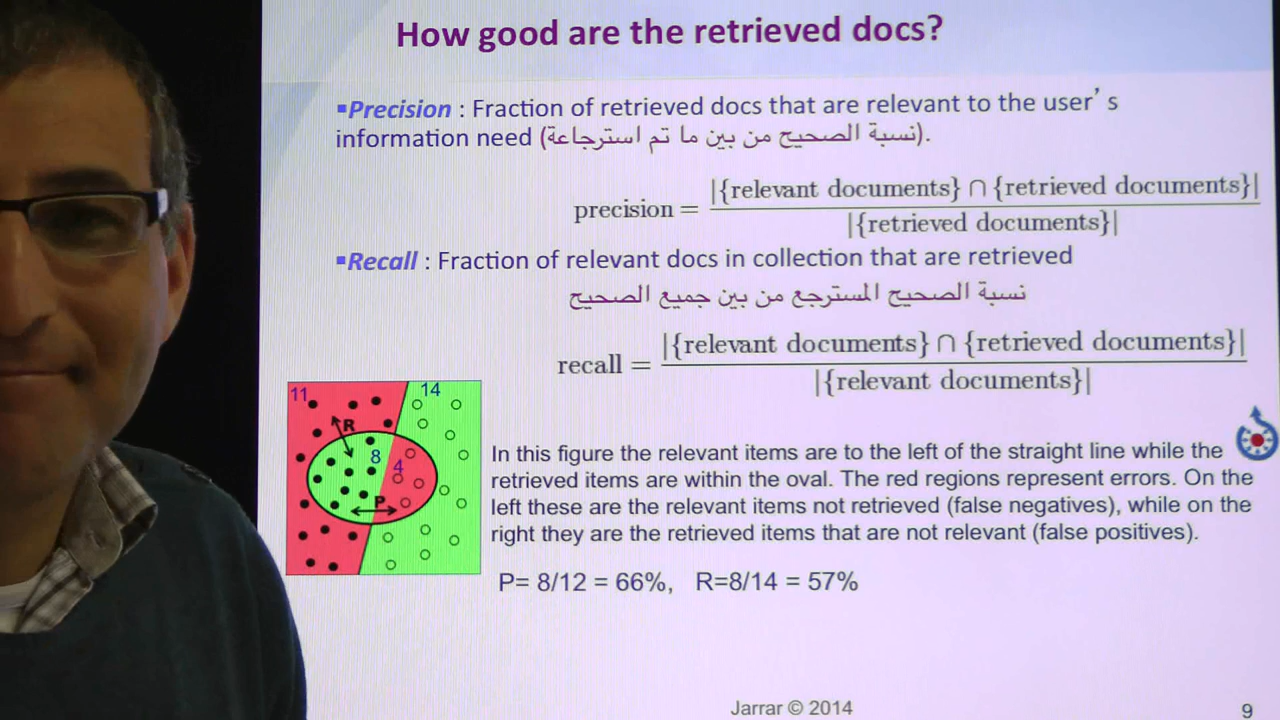 How good are the retrieved docs?
▪Precision : Fraction of retrieved docs that are relevant to the user's
information need (نسبة الصحيح من بين ما تم استرجاعة).
precision = |{relevant documents} ∩ {retrieved documents}| / |{retrieved documents}|
▪Recall : Fraction of relevant docs in collection that are retrieved
نسبة الصحيح المسترجع من بين جميع الصحيح
recall = |{relevant documents} ∩ {retrieved documents}| / |{relevant documents}|
11 14
R
8
4
P
In this figure the relevant items are to the left of the straight line while the
retrieved items are within the oval. The red regions represent errors. On the
left these are the relevant items not retrieved (false negatives), while on the
right they are the retrieved items that are not relevant (false positives).
P= 8/12 = 66%, R=8/14 = 57%
Jarrar © 2014
9